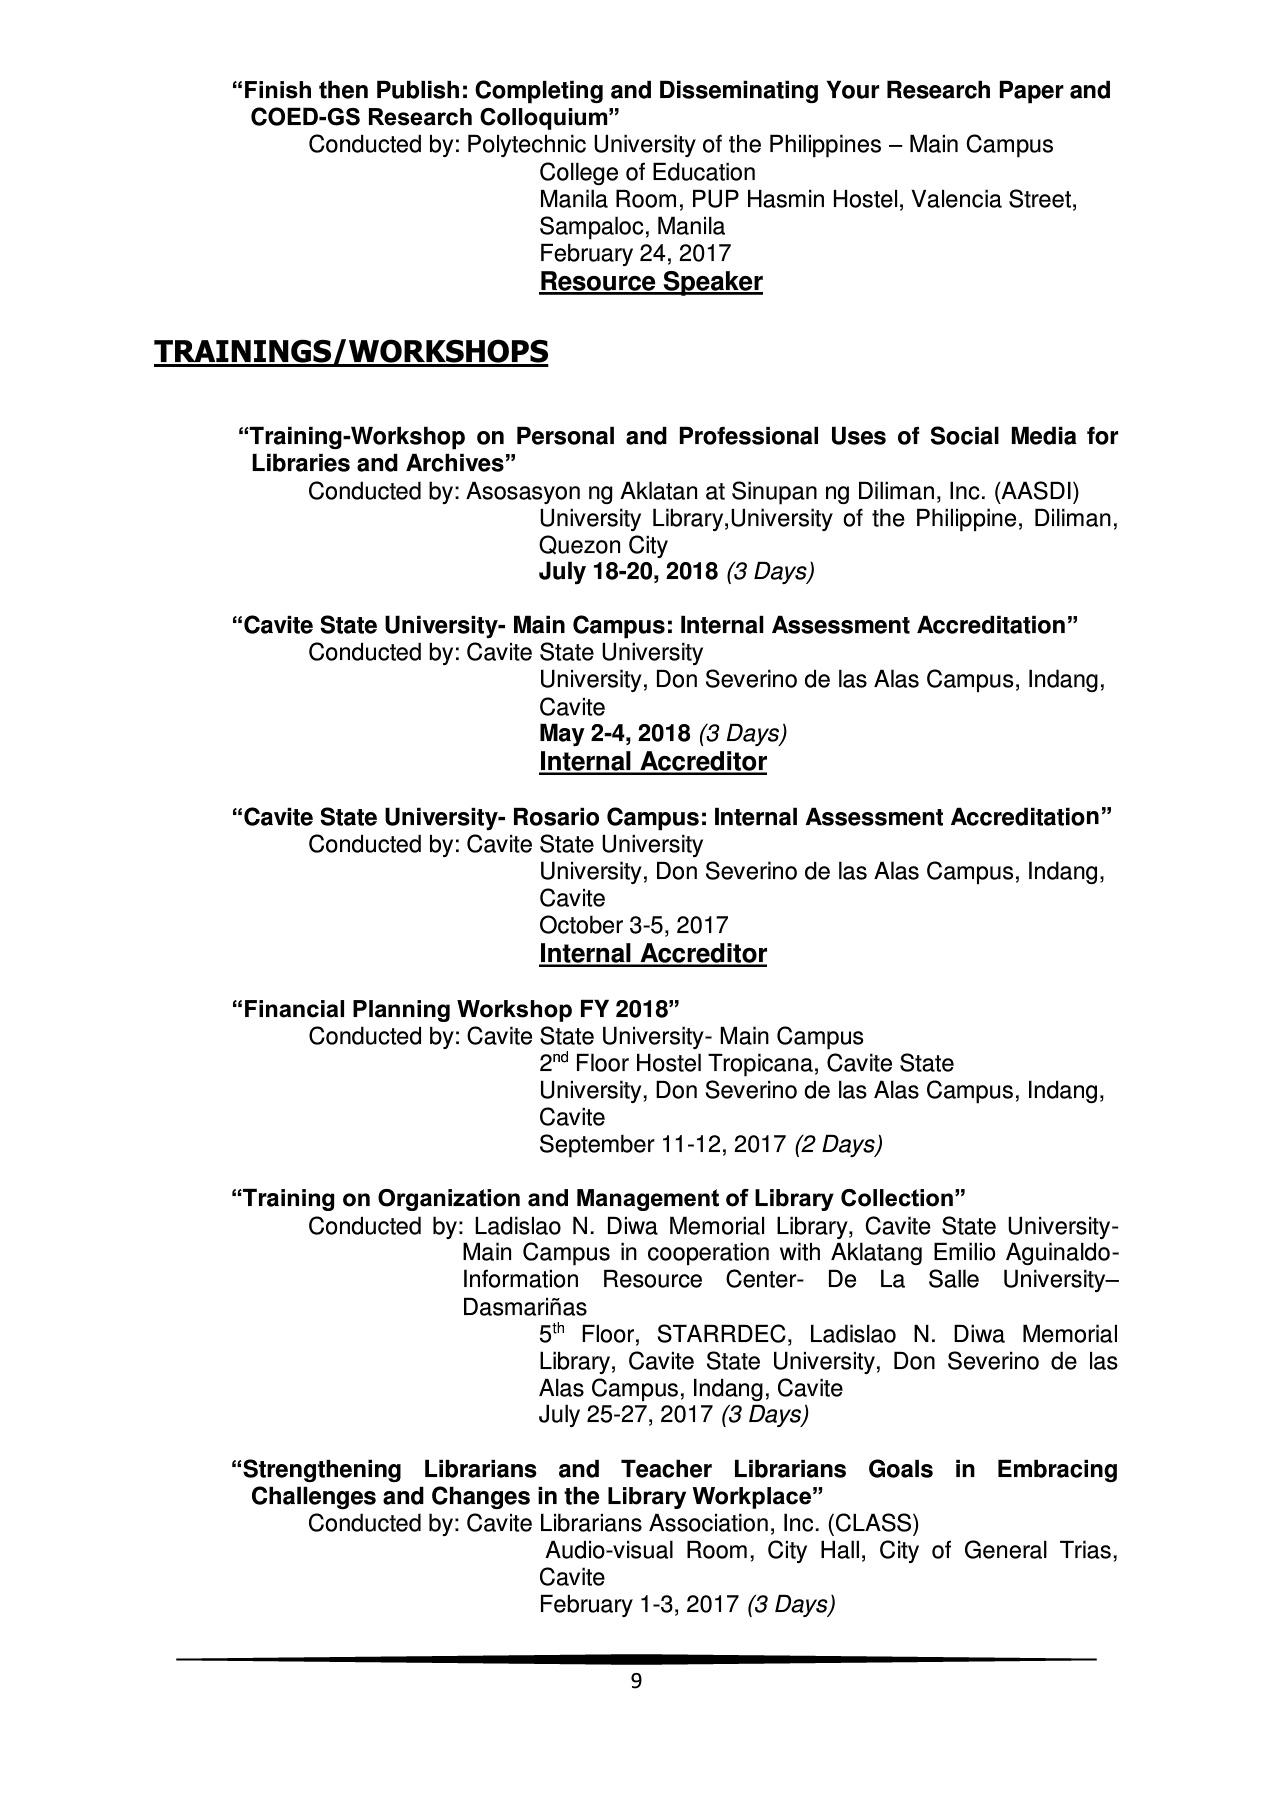 “Finish then Publish: Completing and Disseminating Your Research Paper and
COED-GS Research Colloquium”
Conducted by: Polytechnic University of the Philippines – Main Campus
College of Education
Manila Room, PUP Hasmin Hostel, Valencia Street,
Sampaloc, Manila
February 24, 2017
Resource Speaker
TRAININGS/WORKSHOPS
“Training-Workshop on Personal and Professional Uses of Social Media for
Libraries and Archives”
Conducted by: Asosasyon ng Aklatan at Sinupan ng Diliman, Inc. (AASDI)
University Library,University of the Philippine, Diliman,
Quezon City
July 18-20, 2018 (3 Days)
“Cavite State University- Main Campus: Internal Assessment Accreditation”
Conducted by: Cavite State University
University, Don Severino de las Alas Campus, Indang,
Cavite
May 2-4, 2018 (3 Days)
Internal Accreditor
“Cavite State University- Rosario Campus: Internal Assessment Accreditation”
Conducted by: Cavite State University
University, Don Severino de las Alas Campus, Indang,
Cavite
October 3-5, 2017
Internal Accreditor
“Financial Planning Workshop FY 2018”
Conducted by: Cavite State University- Main Campus
2nd Floor Hostel Tropicana, Cavite State
University, Don Severino de las Alas Campus, Indang,
Cavite
September 11-12, 2017 (2 Days)
“Training on Organization and Management of Library Collection”
Conducted by: Ladislao N. Diwa Memorial Library, Cavite State University-
Main Campus in cooperation with Aklatang Emilio Aguinaldo-
Information Resource Center- De La Salle University–
Dasmariñas
5th Floor, STARRDEC, Ladislao N. Diwa Memorial
Library, Cavite State University, Don Severino de las
Alas Campus, Indang, Cavite
July 25-27, 2017 (3 Days)
“Strengthening Librarians and Teacher Librarians Goals in Embracing
Challenges and Changes in the Library Workplace”
Conducted by: Cavite Librarians Association, Inc. (CLASS)
Audio-visual Room, City Hall, City of General Trias,
Cavite
February 1-3, 2017 (3 Days)
9